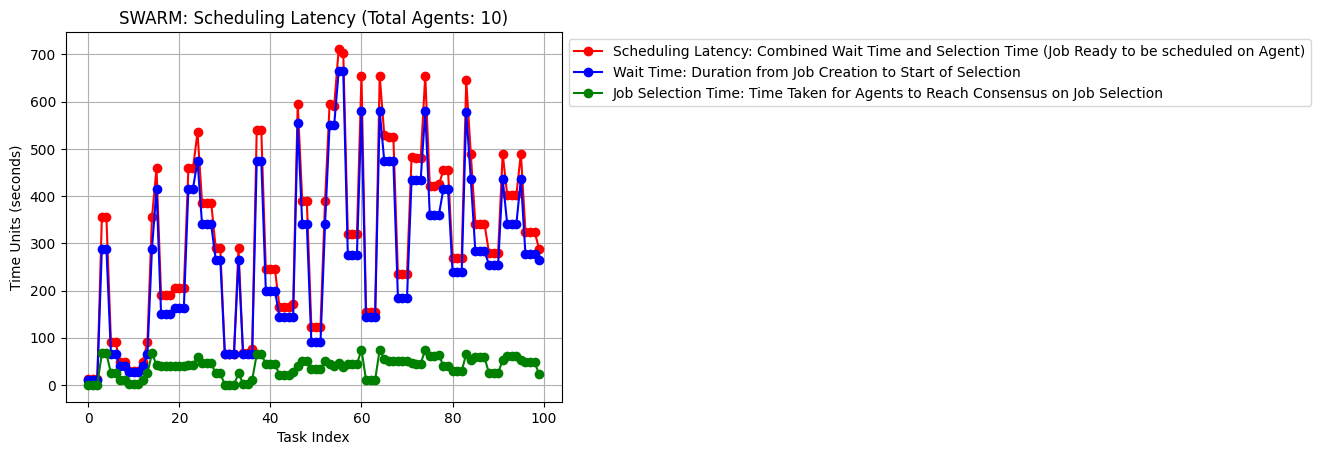 SWARM: Scheduling Latency (Total Agents: 10)
Scheduling Latency: Combined Wait Time and Selection Time (Job Ready to be scheduled on Agent)
Wait Time: Duration from Job Creation to Start of Selection
Job Selection Time: Time Taken for Agents to Reach Consensus on Job Selection
Time Units (seconds)
700
600
500
400
300
200
100
0
0 20 40 60 80 100
Task Index